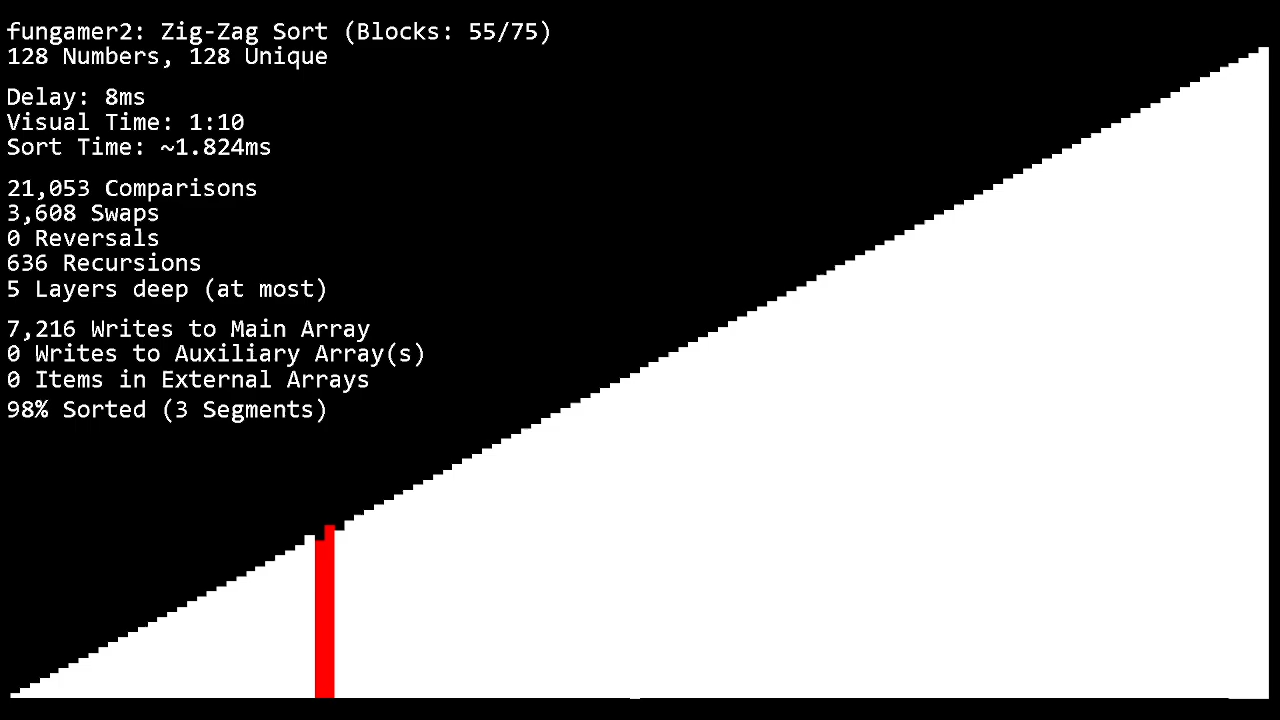 fungamer2: Zig-Zag Sort (Blocks: 55/75)
128 Numbers, 128 Unique
Delay: 8ms
Visual Time: 1:10
Sort Time: ~1.824ms
21,053 Comparisons
3,608 Swaps
0 Reversals
636 Recursions
5 Layers deep (at most)
7,216 Writes to Main Array
0 Writes to Auxiliary Array(s)
0 Items in External Arrays
98% Sorted (3 Segments)